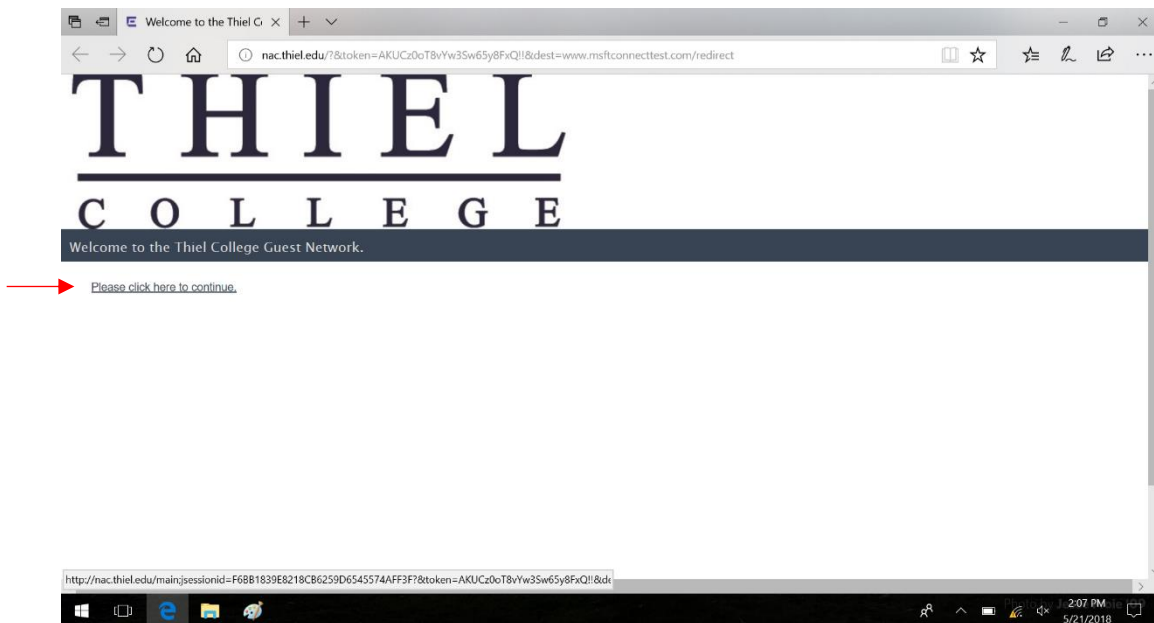 Welcome to the Thiel Co
nac.thiel.edu/?&token=AKUCz0oT8vYw3Sw65y8FxQ!!&dest=www.msftconnecttest.com/redirect
THIEL
COLLEGE
Welcome to the Thiel College Guest Network.
Please click here to continue.
http://nac.thiel.edu/main;jsessionid=F6BB1839E8218CB6259D6545574AFF3F?&token=AKUCz0oT8vYw3Sw65y8FxQ!!&de
2:07 PM
5/21/2018